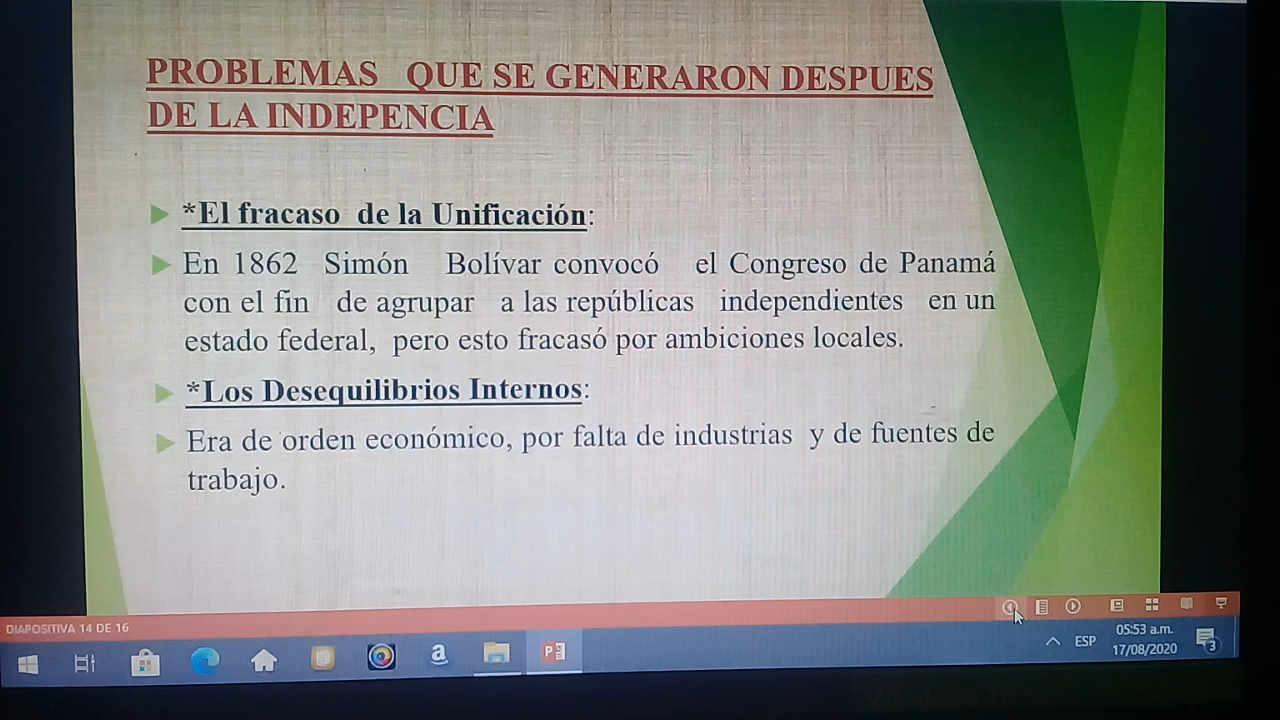 PROBLEMAS QUE SE GENERARON DESPUES
DE LA INDEPENCIA
*El fracaso de la Unificación:
En 1862 Simón Bolívar convocó el Congreso de Panamá
con el fin de agrupar a las repúblicas independientes en un
estado federal, pero esto fracasó por ambiciones locales.
*Los Desequilibrios Internos:
Era de orden económico, por falta de industrias y de fuentes de
trabajo.
DIAPOSITIVA 14 DE 16
ESP
05:53 a.m.
17/08/2020
3